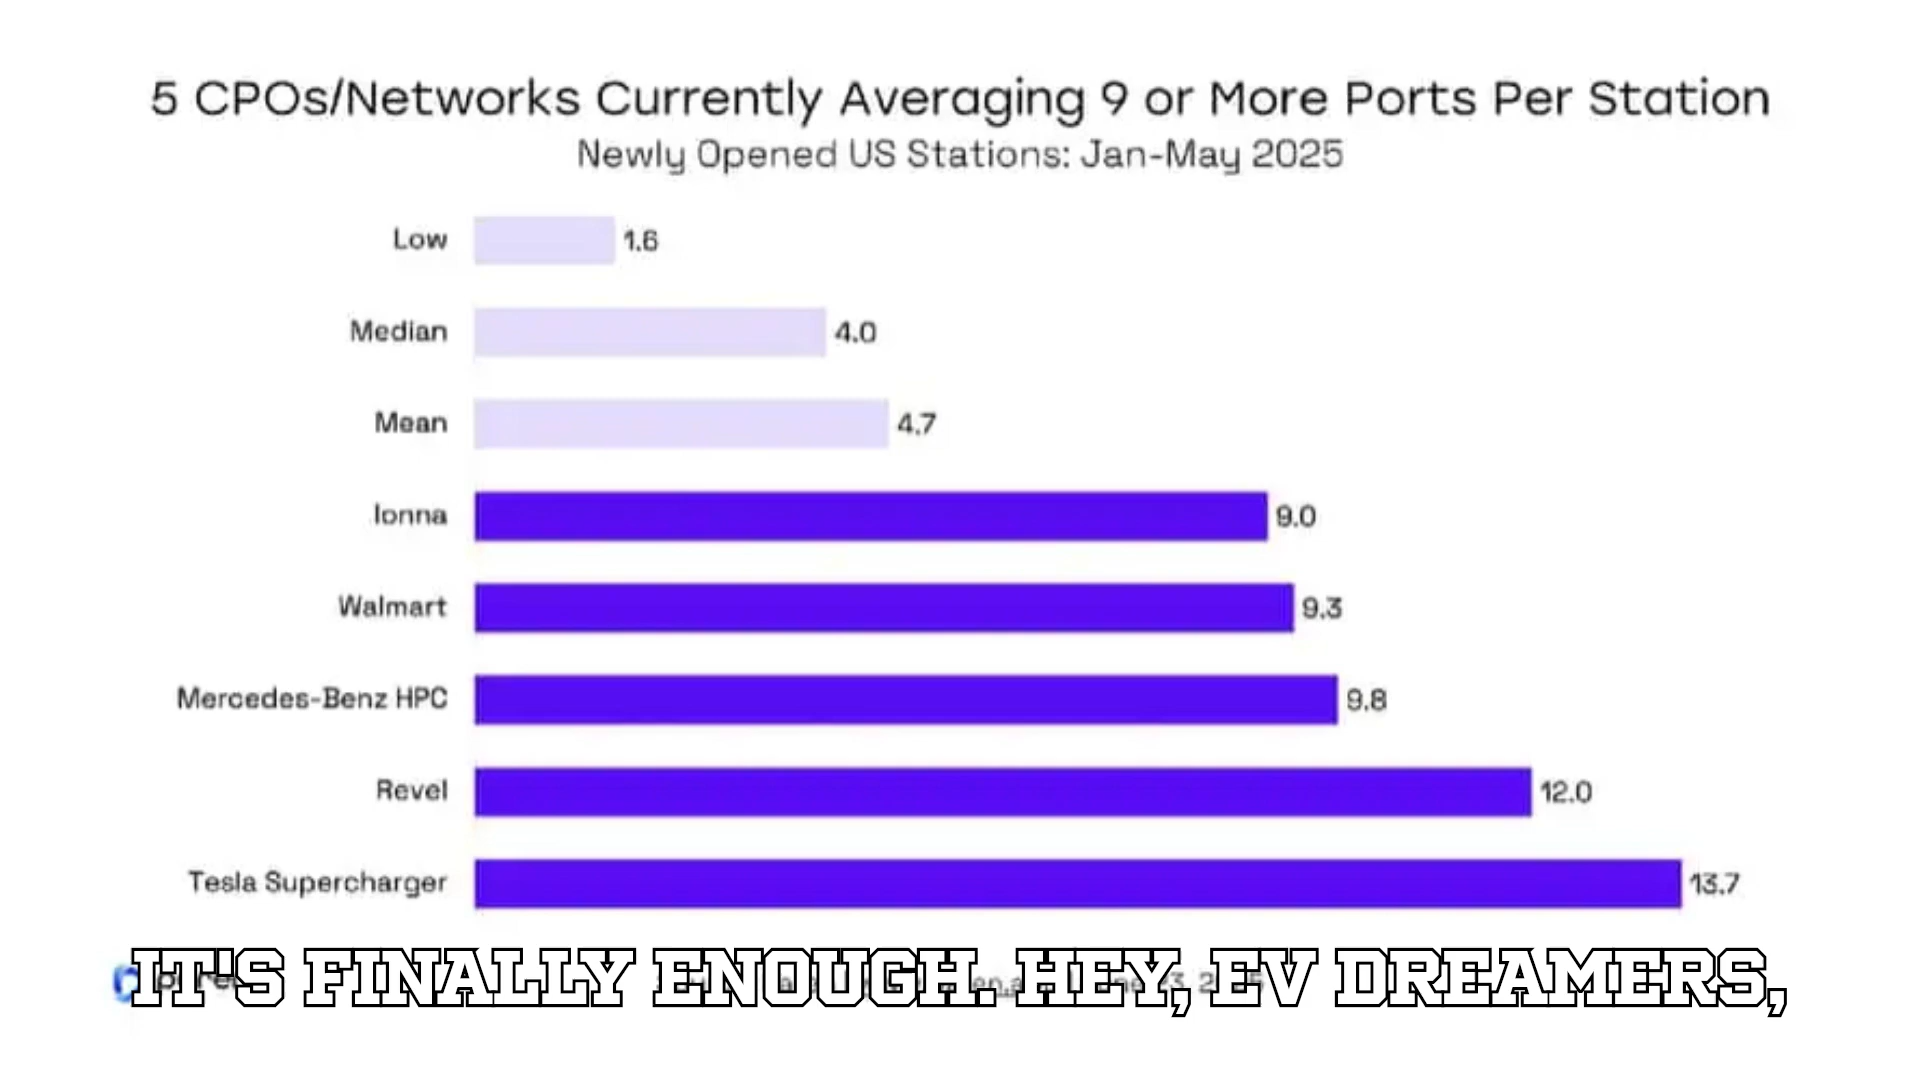 5 CPOs/Networks Currently Averaging 9 or More Ports Per Station
Newly Opened US Stations: Jan-May 2025
Low 1.6
Median 4.0
Mean 4.7
Ionna 9.0
Walmart 9.3
Mercedes-Benz HPC 9.8
Revel 12.0
Tesla Supercharger 13.7
IT'S FINALLY ENOUGH. HEY, EV DREAMERS,